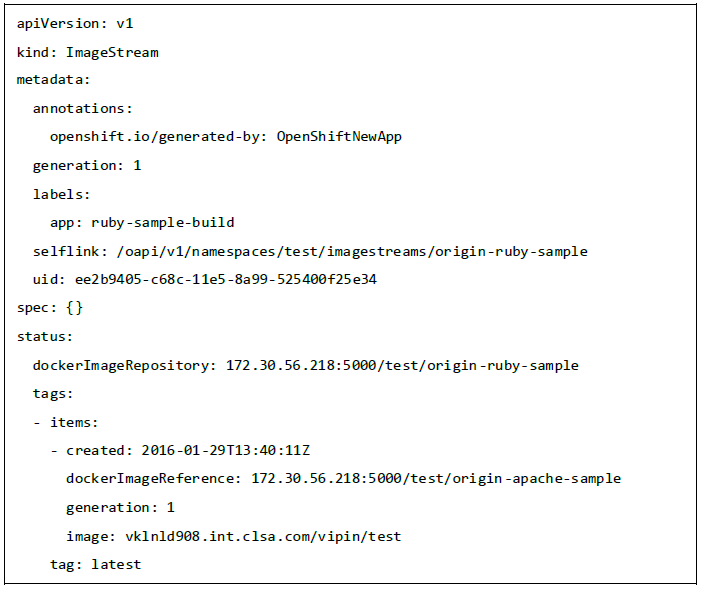 apiVersion: v1
kind: ImageStream
metadata:
  annotations:
    openshift.io/generated-by: OpenShiftNewApp
  generation: 1
  labels:
    app: ruby-sample-build
  selflink: /oapi/v1/namespaces/test/imagestreams/origin-ruby-sample
  uid: ee2b9405-c68c-11e5-8a99-525400f25e34
spec: {}
status:
  dockerImageRepository: 172.30.56.218:5000/test/origin-ruby-sample
  tags:
  - items:
    - created: 2016-01-29T13:40:11Z
      dockerImageReference: 172.30.56.218:5000/test/origin-apache-sample
      generation: 1
      image: vklnld908.int.clsa.com/vipin/test
    tag: latest